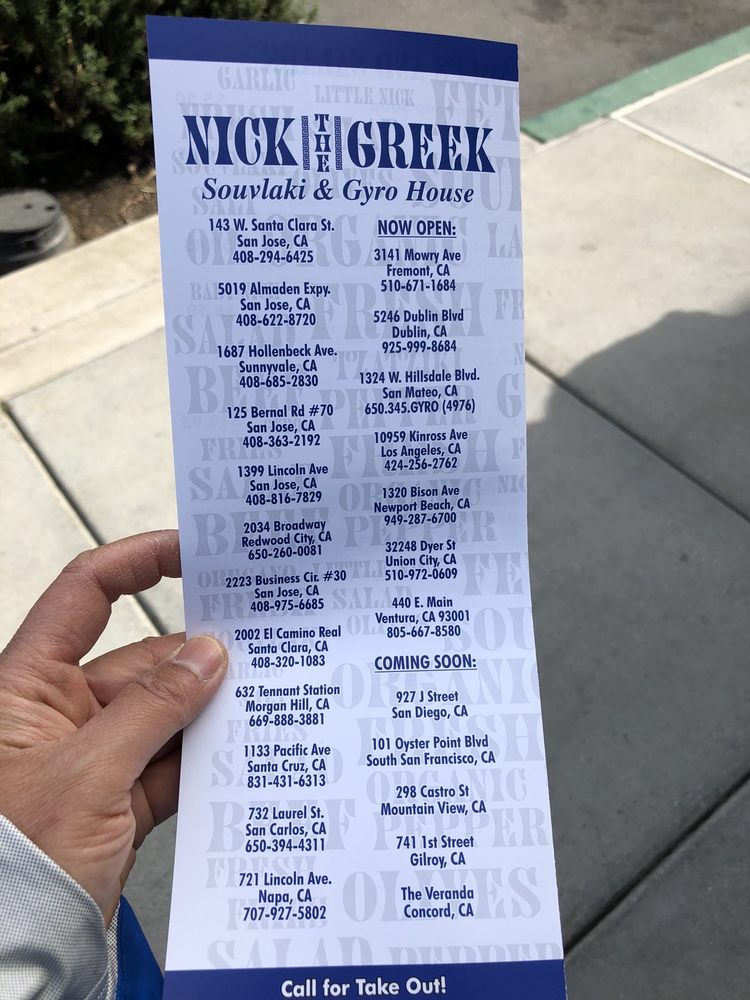 NICK THE GREEK
Souvlaki & Gyro House
143 W. Santa Clara St.
San Jose, CA
408-294-6425
5019 Almaden Expy.
San Jose, CA
408-622-8720
1687 Hollenbeck Ave.
Sunnyvale, CA
408-685-2830
125 Bernal Rd #70
San Jose, CA
408-363-2192
1399 Lincoln Ave
San Jose, CA
408-816-7829
2034 Broadway
Redwood City, CA
650-260-0081
2223 Business Cir. #30
San Jose, CA
408-975-6685
2002 El Camino Real
Santa Clara, CA
408-320-1083
632 Tennant Station
Morgan Hill, CA
669-888-3881
1133 Pacific Ave
Santa Cruz, CA
831-431-6313
732 Laurel St.
San Carlos, CA
650-394-4311
721 Lincoln Ave.
Napa, CA
707-927-5802
NOW OPEN:
3141 Mowry Ave
Fremont, CA
510-671-1684
5246 Dublin Blvd
Dublin, CA
925-999-8684
1324 W. Hillsdale Blvd.
San Mateo, CA
650.345.GYRO (4976)
10959 Kinross Ave
Los Angeles, CA
424-256-2762
1320 Bison Ave
Newport Beach, CA
949-287-6700
32248 Dyer St
Union City, CA
510-972-0609
440 E. Main
Ventura, CA 93001
805-667-8580
COMING SOON:
927 J Street
San Diego, CA
101 Oyster Point Blvd
South San Francisco, CA
298 Castro St
Mountain View, CA
741 1st Street
Gilroy, CA
The Veranda
Concord, CA
Call for Take Out!